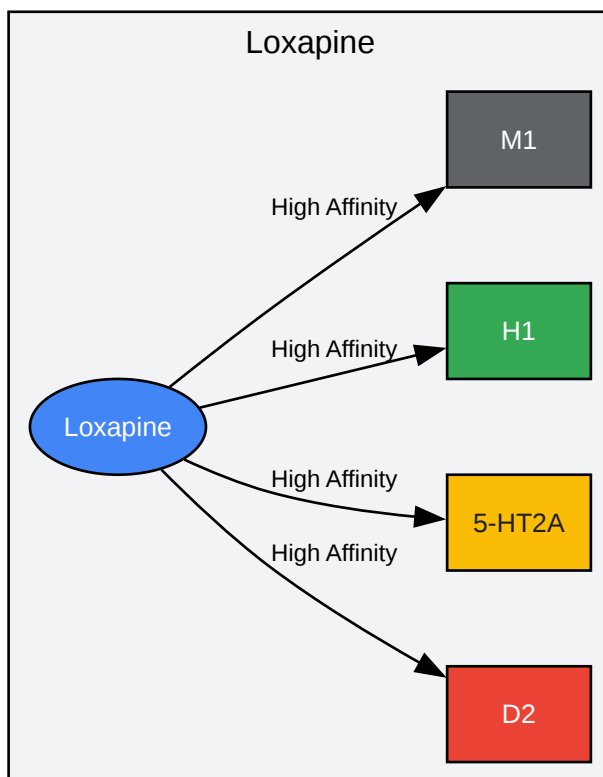 Loxapine
M1
High Affinity
H1
High Affinity
Loxapine
High Affinity
5-HT2A
High Affinity
D2